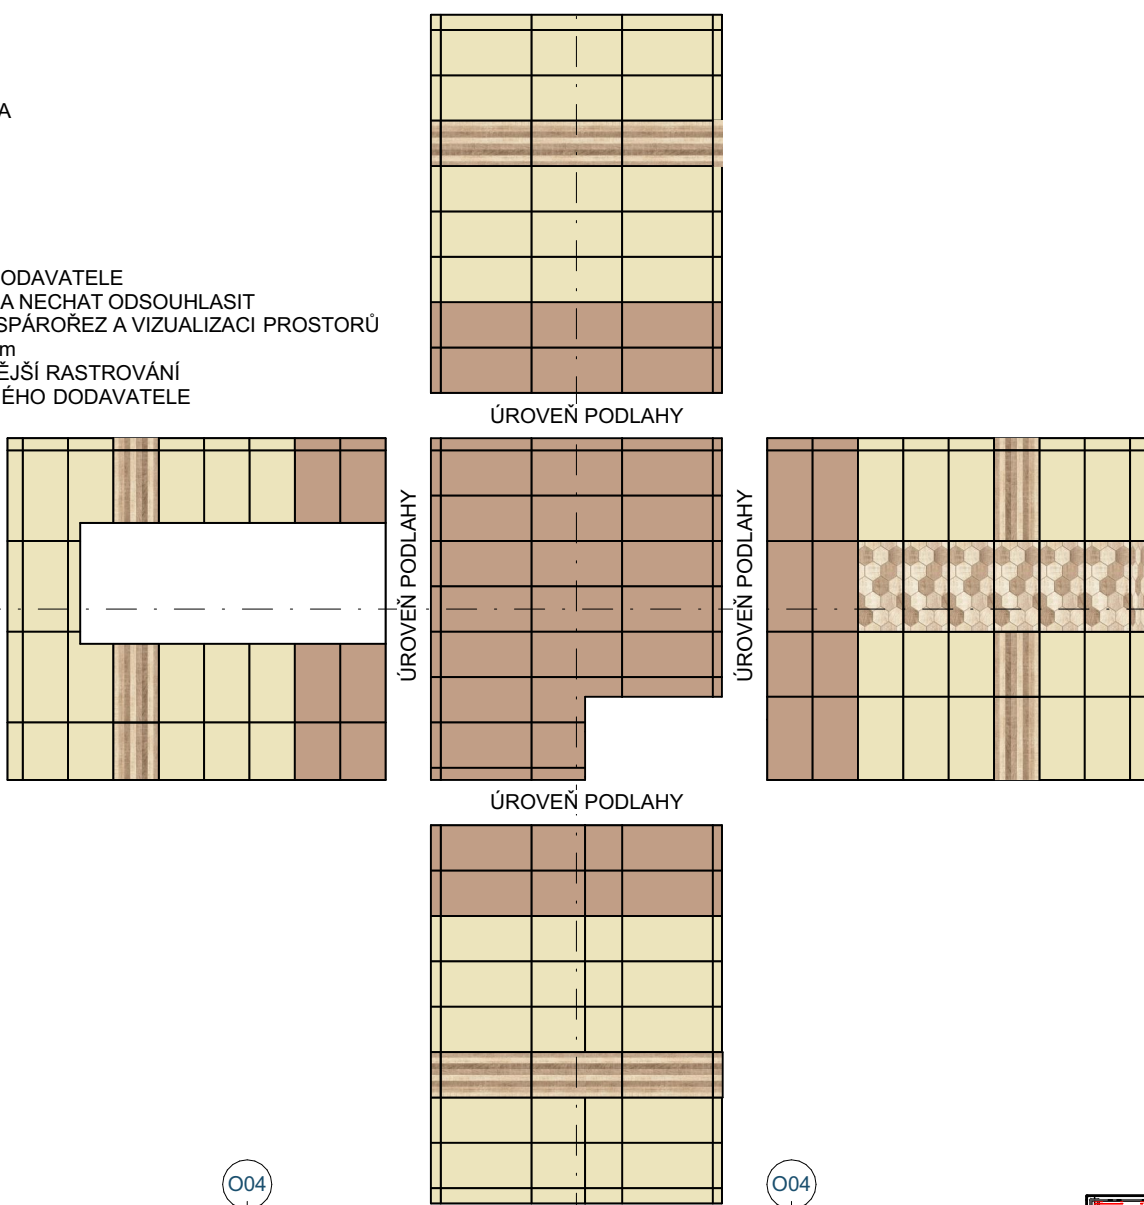 A
ODAVATELE
A NECHAT ODSOUHLASIT
SPÁROŘEZ A VIZUALIZACI PROSTORŮ
m
ĚJŠÍ RASTROVÁNÍ
ÉHO DODAVATELE
ÚROVEŇ PODLAHY
ÚROVEŇ PODLAHY
ÚROVEŇ PODLAHY
ÚROVEŇ PODLAHY
O04
O04